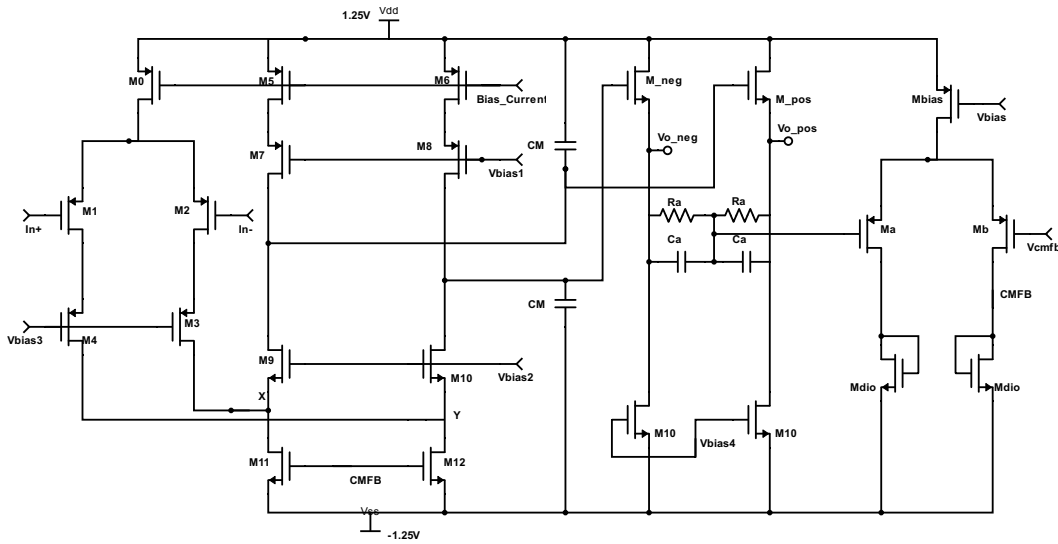 1.25V Vdd
M0
M5
M6
Bias_Current
M_neg
M_pos
Mbias
Vbias
Vo_neg
Vo_pos
M7
M8
CM
Vbias1
M1
M2
In+
In-
Ra
Ra
Ma
Mb
Vcmfb
Ca
Ca
CMFB
CM
Vbias3
M4
M3
M9
M10
Vbias2
Mdio
Mdio
X
Y
M10
Vbias4
M10
M11
CMFB
M12
Vss
-1.25V